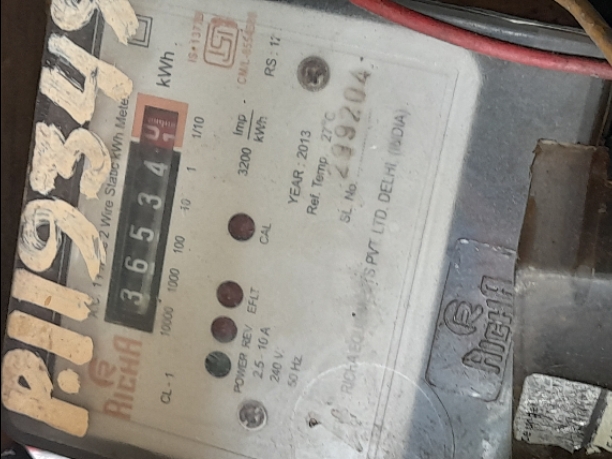 P.119349
A.C. 1 Phase 2 Wire Static kWh Meter
RICHA
3 6 5 3 4
kWh
10000 1000 100 10 1 1/10
CL - 1
IS : 13779
ISI
RS : 12
3200 Imp/kWh
POWER REV EFLT CAL
2.5 - 10 A
240 V.
50 Hz
YEAR : 2013
Ref. Temp 27°C
SL. No. 299204
RICHA EQUIPMENTS PVT. LTD. DELHI, (INDIA)
RICHA